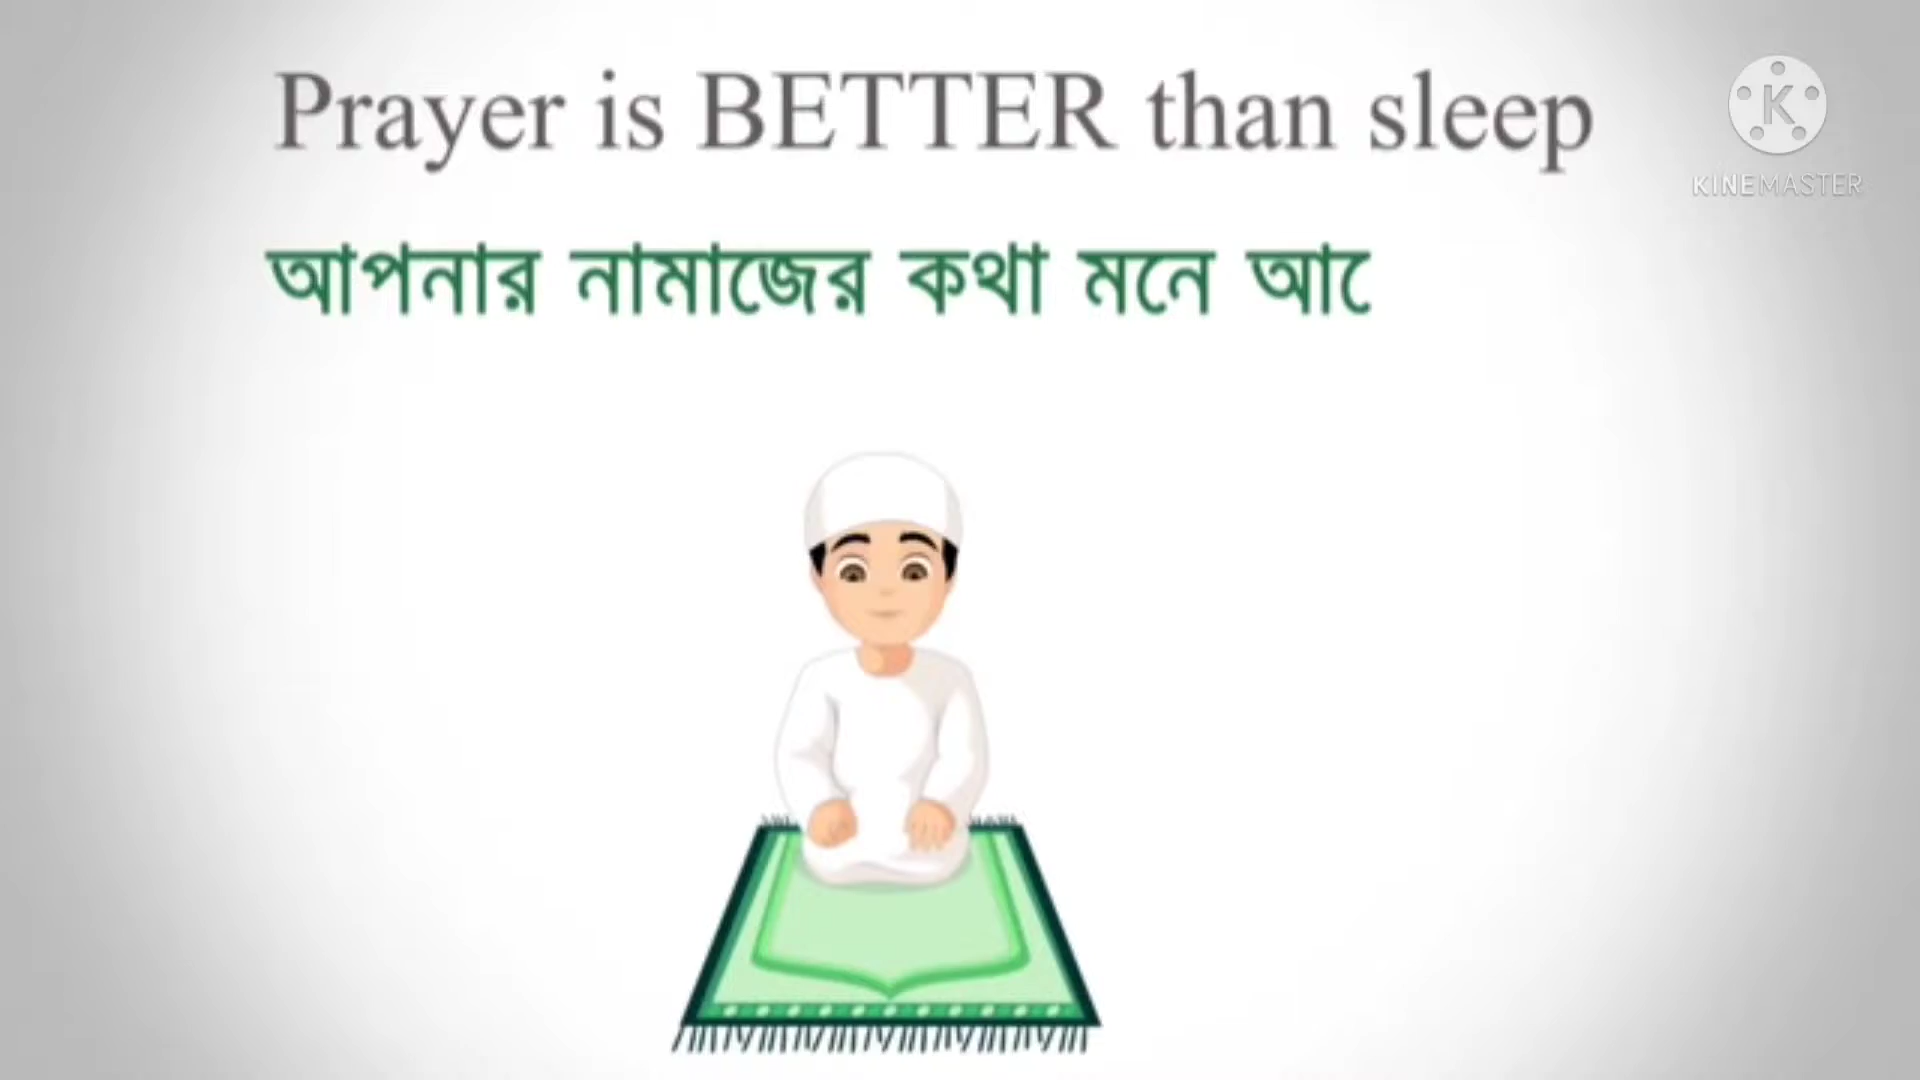 Prayer is BETTER than sleep
আপনার নামাজের কথা মনে আে
K
KINEMASTER